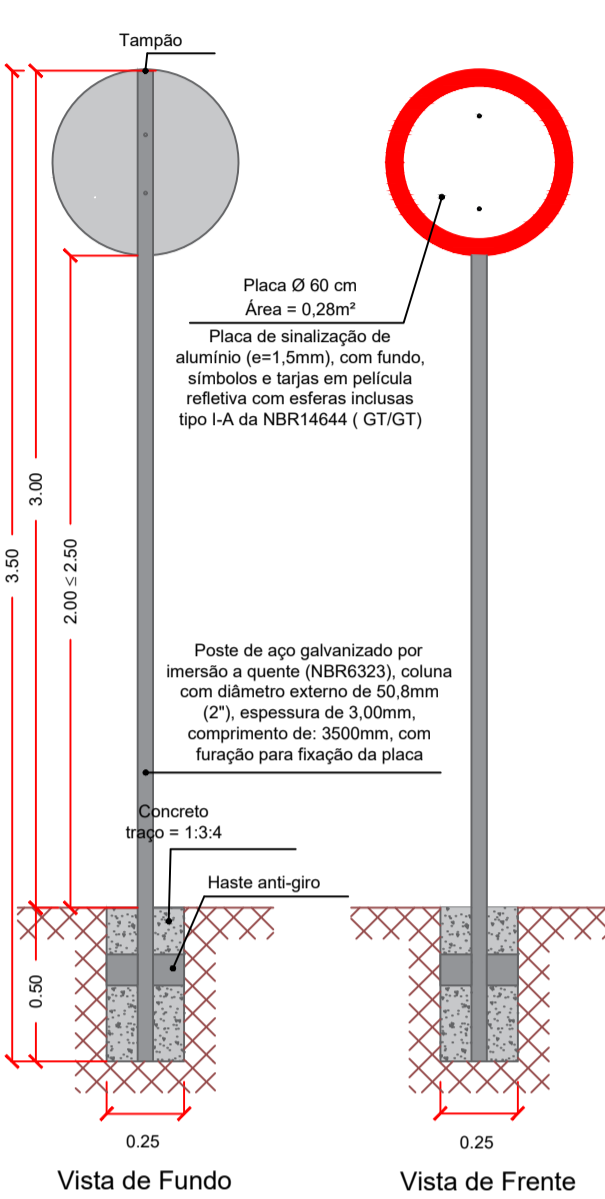 Tampão
Placa Ø 60 cm
Área = 0,28m²
Placa de sinalização de
alumínio (e=1,5mm), com fundo,
símbolos e tarjas em película
refletiva com esferas inclusas
tipo I-A da NBR14644 ( GT/GT)
3.50
3.00
2.00 ≤ 2.50
Poste de aço galvanizado por
imersão a quente (NBR6323), coluna
com diâmetro externo de 50,8mm
(2"), espessura de 3,00mm,
comprimento de: 3500mm, com
furação para fixação da placa
Concreto
traço = 1:3:4
Haste anti-giro
0.50
0.25
0.25
Vista de Fundo
Vista de Frente